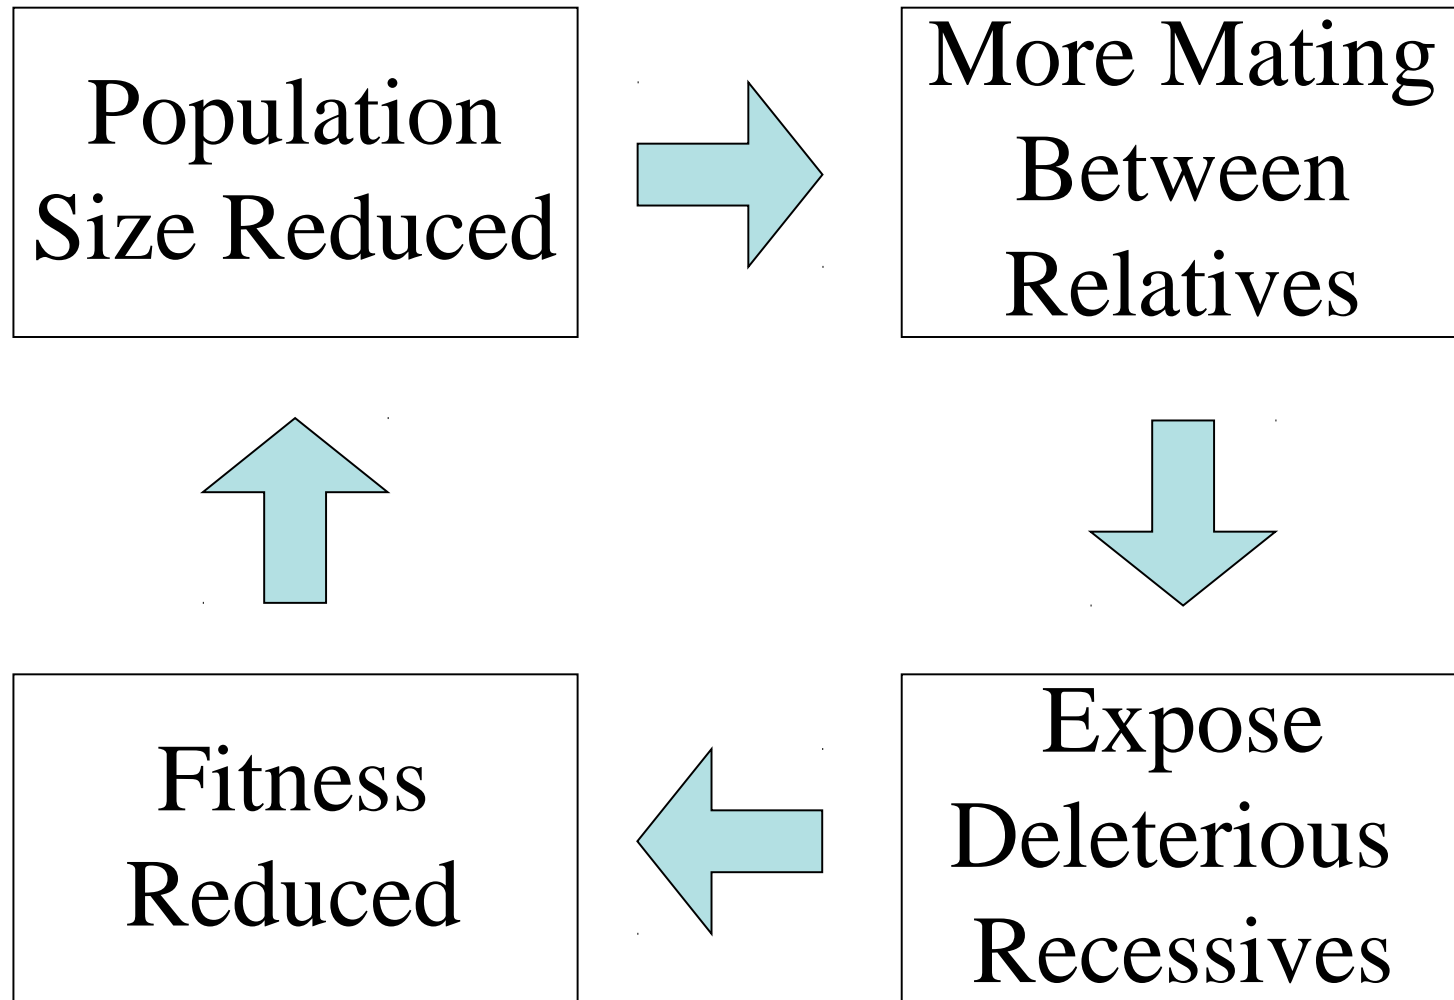 Population
Size Reduced
More Mating
Between
Relatives
Fitness
Reduced
Expose
Deleterious
Recessives